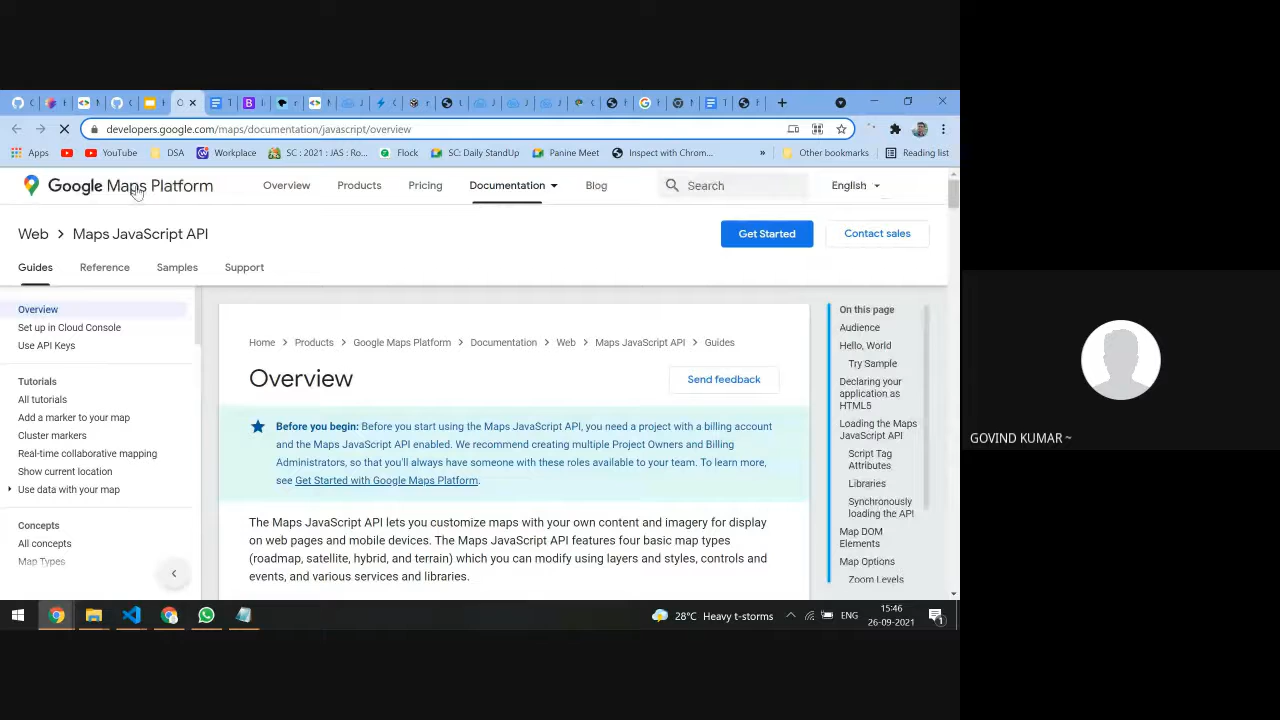 developers.google.com/maps/documentation/javascript/overview
Apps YouTube DSA Workplace SC : 2021 : JAS : Ro... Flock SC: Daily StandUp Panine Meet Inspect with Chrom... » Other bookmarks Reading list
Google Maps Platform Overview Products Pricing Documentation Blog Search English
Web > Maps JavaScript API Get Started Contact sales
Guides Reference Samples Support
Overview
Set up in Cloud Console
Use API Keys
Tutorials
All tutorials
Add a marker to your map
Cluster markers
Real-time collaborative mapping
Show current location
Use data with your map
Concepts
All concepts
Map Types
Home > Products > Google Maps Platform > Documentation > Web > Maps JavaScript API > Guides
Overview
Send feedback
Before you begin: Before you start using the Maps JavaScript API, you need a project with a billing account
and the Maps JavaScript API enabled. We recommend creating multiple Project Owners and Billing
Administrators, so that you'll always have someone with these roles available to your team. To learn more,
see Get Started with Google Maps Platform.
The Maps JavaScript API lets you customize maps with your own content and imagery for display
on web pages and mobile devices. The Maps JavaScript API features four basic map types
(roadmap, satellite, hybrid, and terrain) which you can modify using layers and styles, controls and
events, and various services and libraries.
On this page
Audience
Hello, World
Try Sample
Declaring your
application as
HTML5
Loading the Maps
JavaScript API
Script Tag
Attributes
Libraries
Synchronously
loading the API
Map DOM
Elements
Map Options
Zoom Levels
GOVIND KUMAR ~
28°C Heavy t-storms ENG
15:46
26-09-2021
1